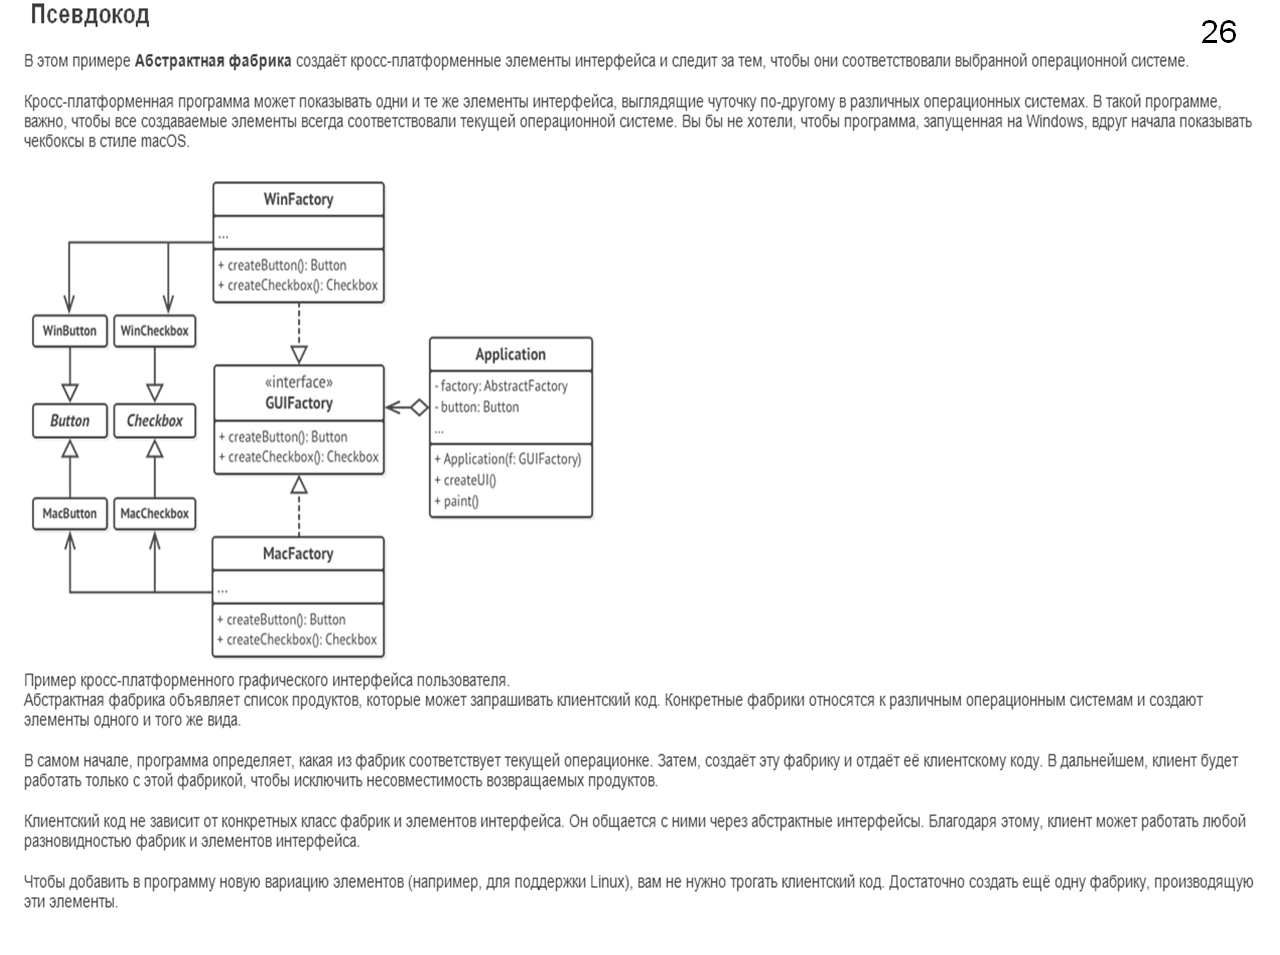 Псевдокод
26
В этом примере Абстрактная фабрика создаёт кросс-платформенные элементы интерфейса и следит за тем, чтобы они соответствовали выбранной операционной системе.
Кросс-платформенная программа может показывать одни и те же элементы интерфейса, выглядящие чуточку по-другому в различных операционных системах. В такой программе,
важно, чтобы все создаваемые элементы всегда соответствовали текущей операционной системе. Вы бы не хотели, чтобы программа, запущенная на Windows, вдруг начала показывать
чекбоксы в стиле macOS.
WinFactory
...
+ createButton(): Button
+ createCheckbox(): Checkbox
WinButton
WinCheckbox
Button
Checkbox
MacButton
MacCheckbox
«interface»
GUIFactory
+ createButton(): Button
+ createCheckbox(): Checkbox
Application
- factory: AbstractFactory
- button: Button
...
+ Application(f: GUIFactory)
+ createUI()
+ paint()
MacFactory
...
+ createButton(): Button
+ createCheckbox(): Checkbox
Пример кросс-платформенного графического интерфейса пользователя.
Абстрактная фабрика объявляет список продуктов, которые может запрашивать клиентский код. Конкретные фабрики относятся к различным операционным системам и создают
элементы одного и того же вида.
В самом начале, программа определяет, какая из фабрик соответствует текущей операционке. Затем, создаёт эту фабрику и отдаёт её клиентскому коду. В дальнейшем, клиент будет
работать только с этой фабрикой, чтобы исключить несовместимость возвращаемых продуктов.
Клиентский код не зависит от конкретных класс фабрик и элементов интерфейса. Он общается с ними через абстрактные интерфейсы. Благодаря этому, клиент может работать любой
разновидностью фабрик и элементов интерфейса.
Чтобы добавить в программу новую вариацию элементов (например, для поддержки Linux), вам не нужно трогать клиентский код. Достаточно создать ещё одну фабрику, производящую
эти элементы.